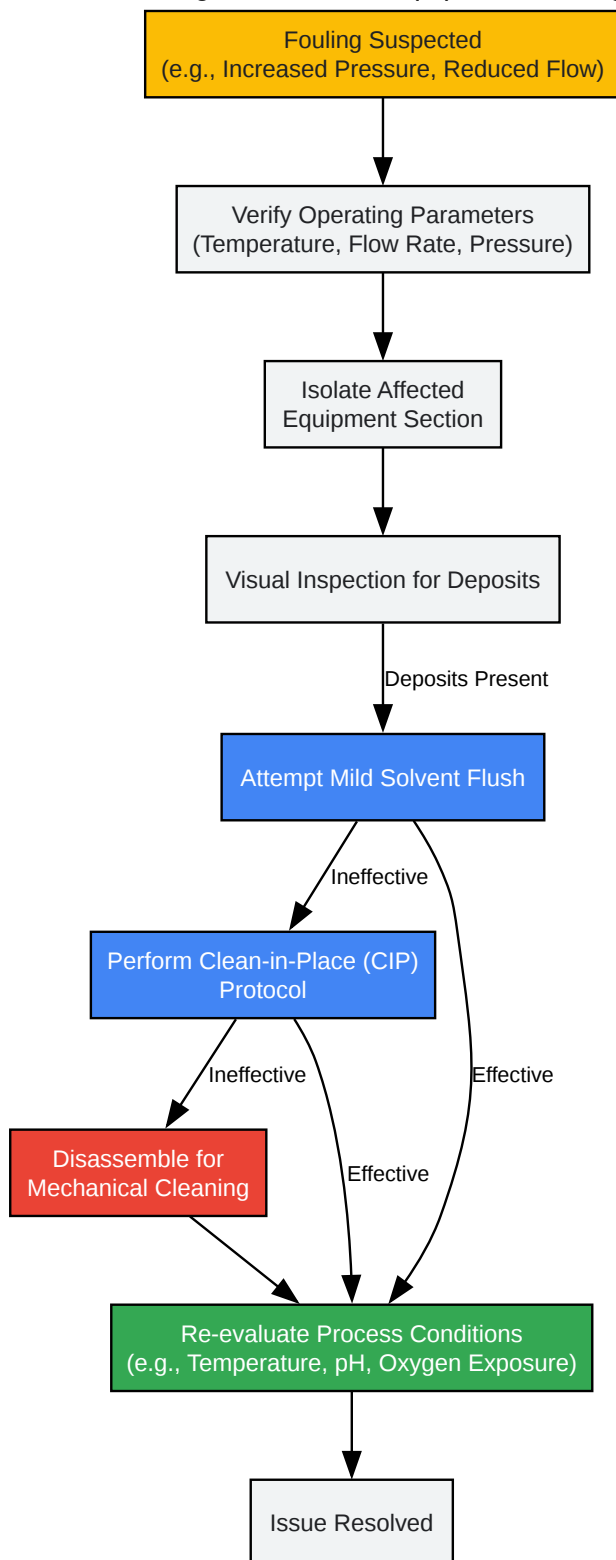 Fouling Suspected
(e.g., Increased Pressure, Reduced Flow)
Verify Operating Parameters
(Temperature, Flow Rate, Pressure)
Isolate Affected
Equipment Section
Visual Inspection for Deposits
Deposits Present
Attempt Mild Solvent Flush
Ineffective
Perform Clean-in-Place (CIP)
Protocol
Ineffective
Effective
Disassemble for
Mechanical Cleaning
Effective
Re-evaluate Process Conditions
(e.g., Temperature, pH, Oxygen Exposure)
Issue Resolved